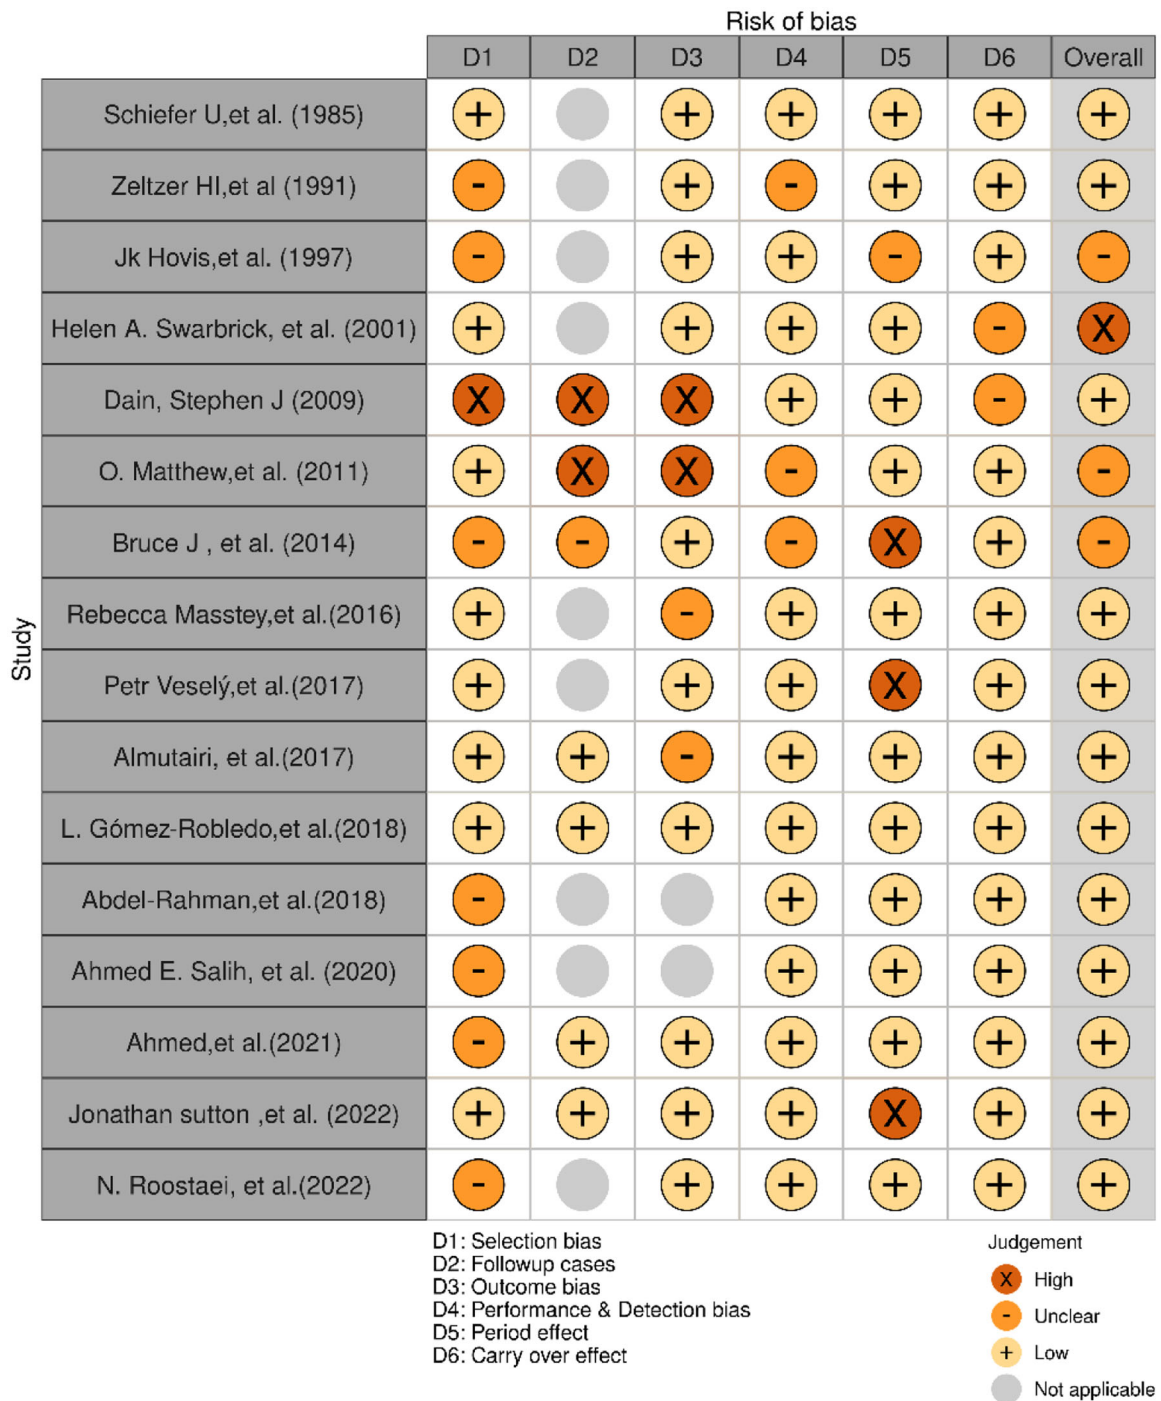 Risk of bias
D1 D2 D3 D4 D5 D6 Overall
Schiefer U,et al. (1985) + + + + + +
Zeltzer HI,et al (1991) - + - + + +
Jk Hovis,et al. (1997) - + + - + -
Helen A. Swarbrick, et al. (2001) + + + + - X
Dain, Stephen J (2009) X X X + + - +
O. Matthew,et al. (2011) + X X - + + -
Bruce J , et al. (2014) - - + - X + -
Rebecca Masstey,et al.(2016) + - + + + +
Petr Veselý,et al.(2017) + + + X + +
Almutairi, et al.(2017) + + - + + + +
L. Gómez-Robledo,et al.(2018) + + + + + + +
Abdel-Rahman,et al.(2018) - + + + +
Ahmed E. Salih, et al. (2020) - + + + +
Ahmed,et al.(2021) - + + + + + +
Jonathan sutton ,et al. (2022) + + + + X + +
N. Roostaei, et al.(2022) - + + + + +
Study
D1: Selection bias
D2: Followup cases
D3: Outcome bias
D4: Performance & Detection bias
D5: Period effect
D6: Carry over effect
Judgement
X High
- Unclear
+ Low
Not applicable